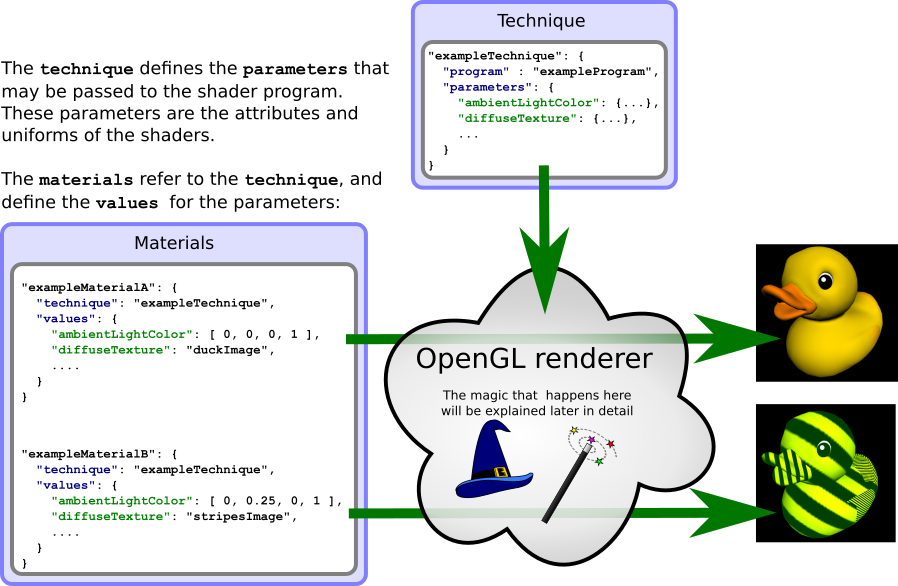 Technique
"exampleTechnique": {
"program" : "exampleProgram",
"parameters": {
"ambientLightColor": {...},
"diffuseTexture": {...},
...
}
}
The technique defines the parameters that
may be passed to the shader program.
These parameters are the attributes and
uniforms of the shaders.
The materials refer to the technique, and
define the values for the parameters:
Materials
"exampleMaterialA": {
"technique": "exampleTechnique",
"values": {
"ambientLightColor": [ 0, 0, 0, 1 ],
"diffuseTexture": "duckImage",
....
}
}
"exampleMaterialB": {
"technique": "exampleTechnique",
"values": {
"ambientLightColor": [ 0, 0.25, 0, 1 ],
"diffuseTexture": "stripesImage",
....
}
}
OpenGL renderer
The magic that happens here
will be explained later in detail